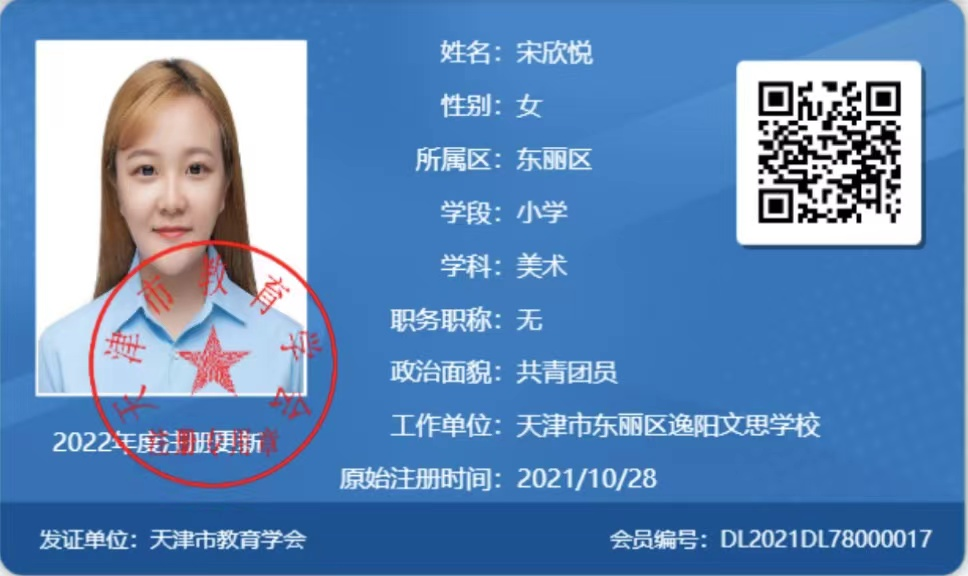 姓名：宋欣悦
性别：女
所属区：东丽区
学段：小学
学科：美术
职务职称：无
政治面貌：共青团员
工作单位：天津市东丽区逸阳文思学校
原始注册时间：2021/10/28
天津市教育学会
2022年度注册更新
发证单位：天津市教育学会
会员编号：DL2021DL78000017